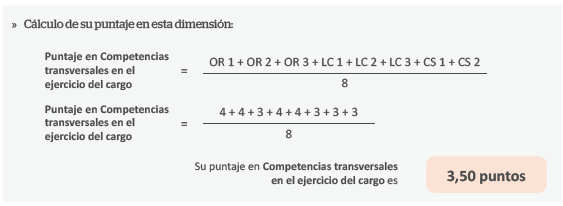 » Cálculo de su puntaje en esta dimensión:
Puntaje en Competencias
transversales en el
ejercicio del cargo
=
OR 1 + OR 2 + OR 3 + LC 1 + LC 2 + LC 3 + CS 1 + CS 2
8
Puntaje en Competencias
transversales en el
ejercicio del cargo
=
4 + 4 + 3 + 4 + 4 + 3 + 3 + 3
8
Su puntaje en Competencias transversales
en el ejercicio del cargo es
3,50 puntos